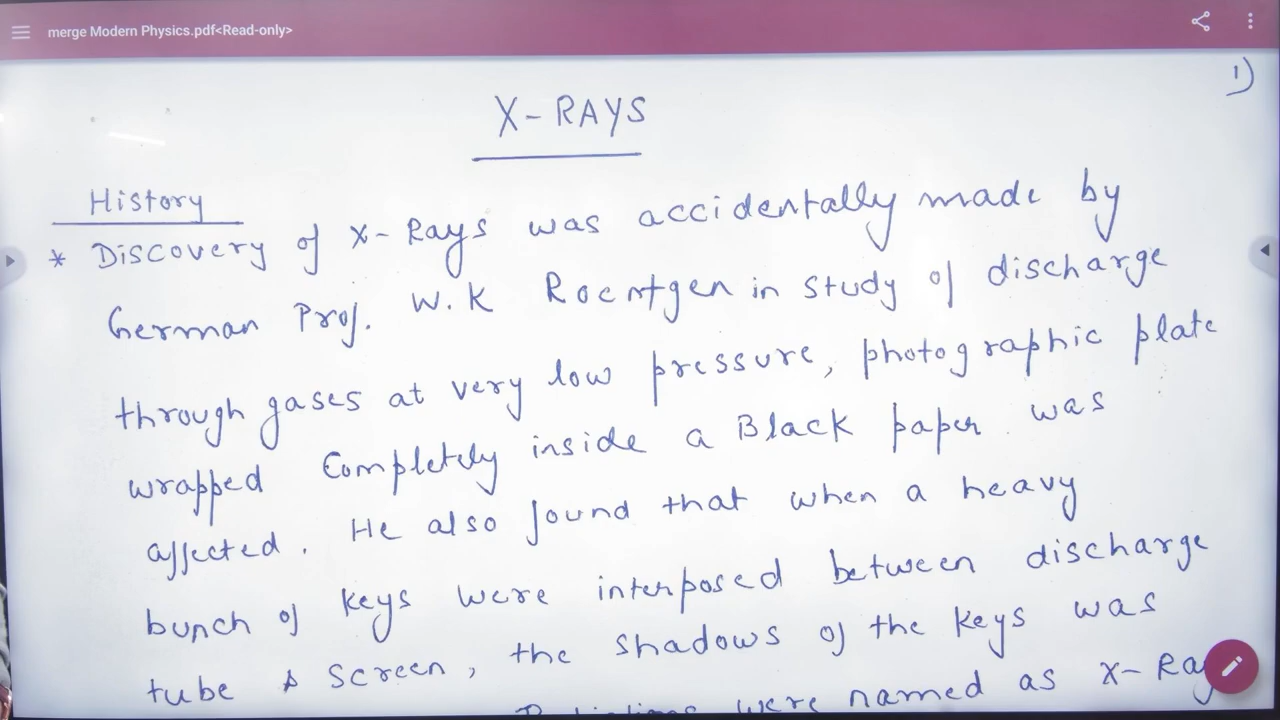 merge Modern Physics.pdf<Read-only>
1)
X-RAYS
History
* Discovery of X-Rays was accidentally made by
German Prof. W.K Roentgen in study of discharge
through gases at very low pressure, photographic plate
wrapped Completely inside a Black paper was
affected. He also found that when a heavy
bunch of keys were interposed between discharge
tube & Screen, the shadows of the keys was
were named as X-Ray